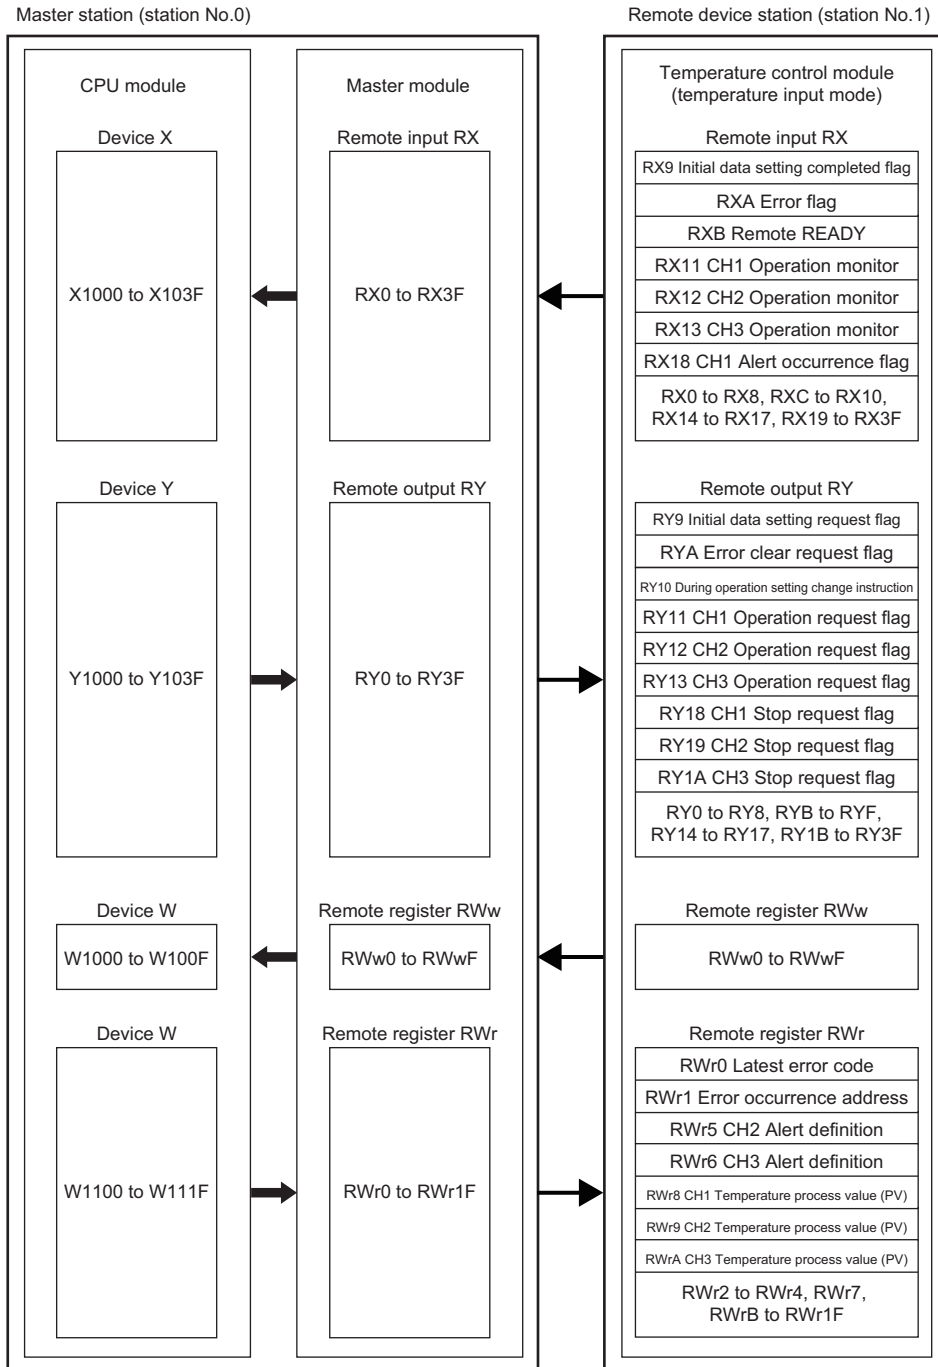 Master station (station No.0)
Remote device station (station No.1)
CPU module
Master module
Temperature control module
(temperature input mode)
Device X
Remote input RX
Remote input RX
X1000 to X103F
RX0 to RX3F
RX9 Initial data setting completed flag
RXA Error flag
RXB Remote READY
RX11 CH1 Operation monitor
RX12 CH2 Operation monitor
RX13 CH3 Operation monitor
RX18 CH1 Alert occurrence flag
RX0 to RX8, RXC to RX10,
RX14 to RX17, RX19 to RX3F
Device Y
Remote output RY
Remote output RY
Y1000 to Y103F
RY0 to RY3F
RY9 Initial data setting request flag
RYA Error clear request flag
RY10 During operation setting change instruction
RY11 CH1 Operation request flag
RY12 CH2 Operation request flag
RY13 CH3 Operation request flag
RY18 CH1 Stop request flag
RY19 CH2 Stop request flag
RY1A CH3 Stop request flag
RY0 to RY8, RYB to RYF,
RY14 to RY17, RY1B to RY3F
Device W
Remote register RWw
Remote register RWw
W1000 to W100F
RWw0 to RWwF
RWw0 to RWwF
Device W
Remote register RWr
Remote register RWr
W1100 to W111F
RWr0 to RWr1F
RWr0 Latest error code
RWr1 Error occurrence address
RWr5 CH2 Alert definition
RWr6 CH3 Alert definition
RWr8 CH1 Temperature process value (PV)
RWr9 CH2 Temperature process value (PV)
RWrA CH3 Temperature process value (PV)
RWr2 to RWr4, RWr7,
RWrB to RWr1F